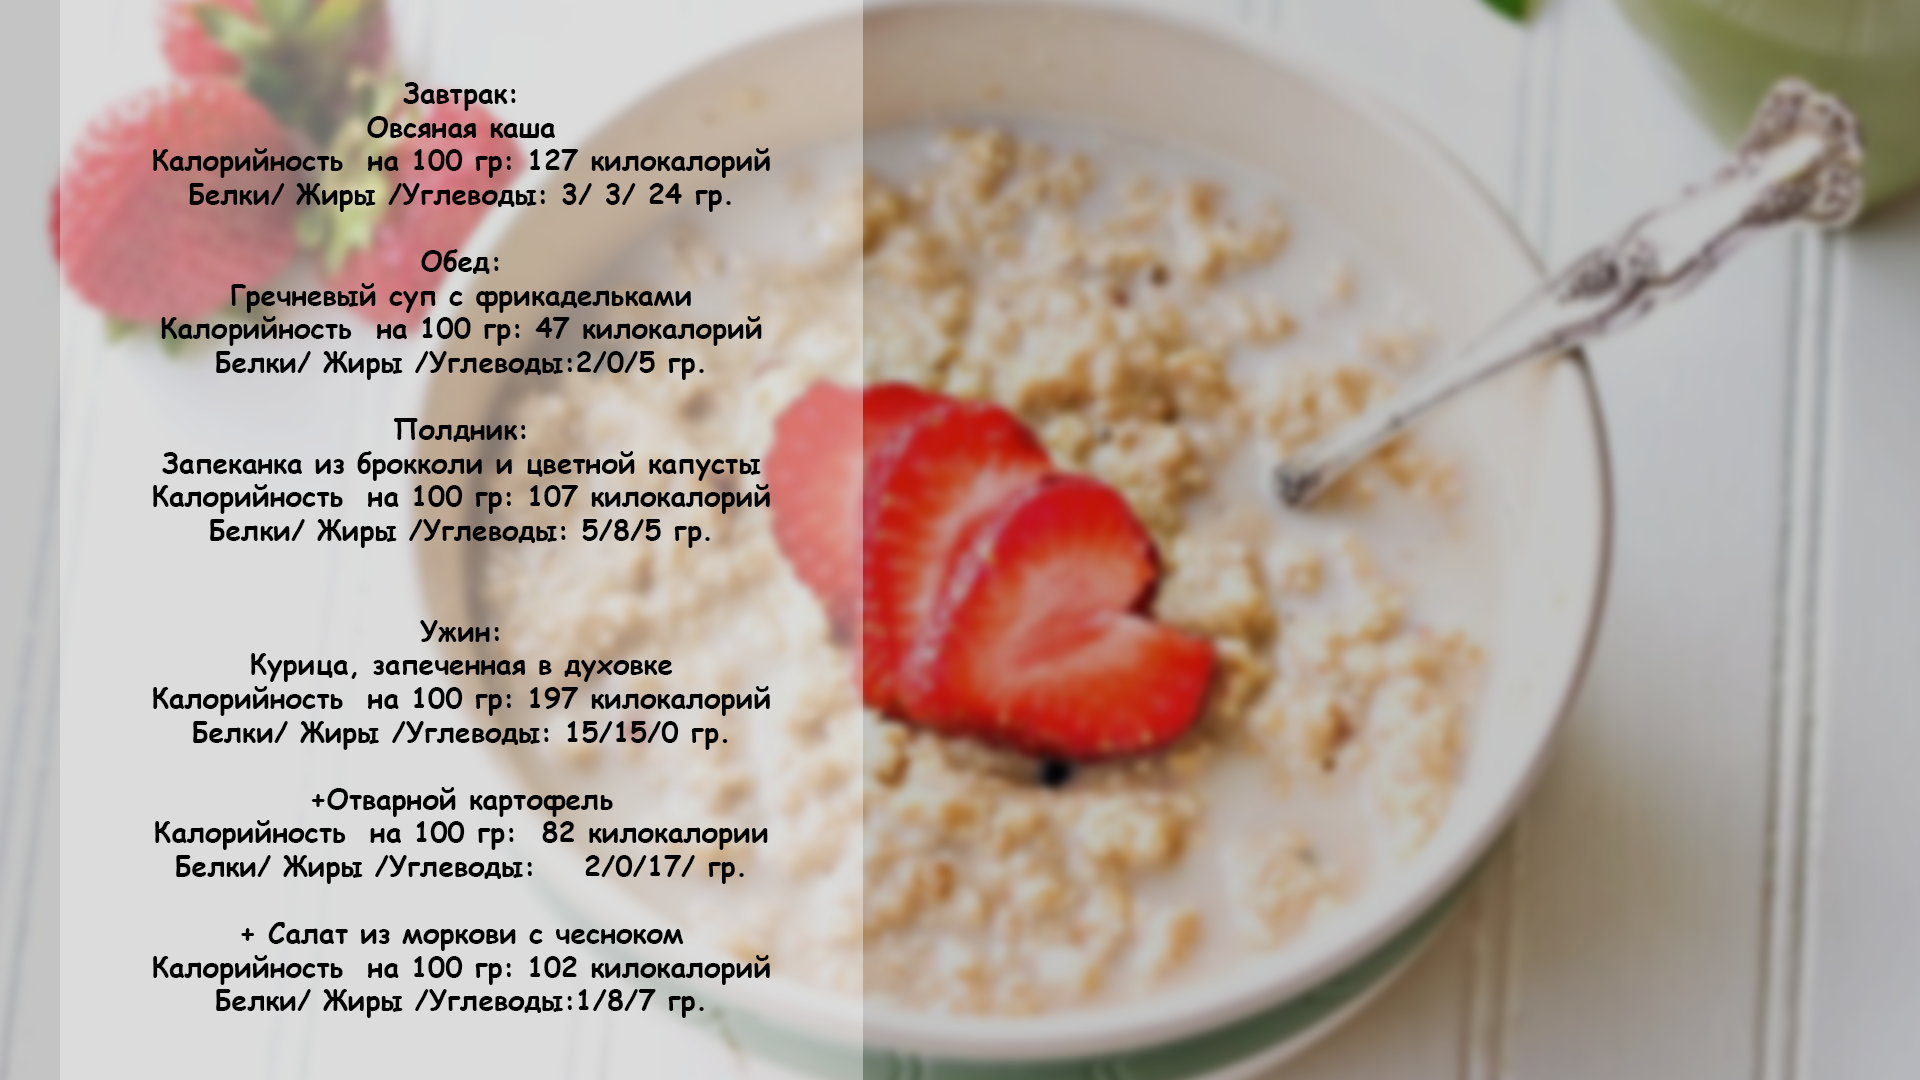 Завтрак:
Овсяная каша
Калорийность на 100 гр: 127 килокалорий
Белки/ Жиры /Углеводы: 3/ 3/ 24 гр.
Обед:
Гречневый суп с фрикадельками
Калорийность на 100 гр: 47 килокалорий
Белки/ Жиры /Углеводы:2/0/5 гр.
Полдник:
Запеканка из брокколи и цветной капусты
Калорийность на 100 гр: 107 килокалорий
Белки/ Жиры /Углеводы: 5/8/5 гр.
Ужин:
Курица, запеченная в духовке
Калорийность на 100 гр: 197 килокалорий
Белки/ Жиры /Углеводы: 15/15/0 гр.
+Отварной картофель
Калорийность на 100 гр: 82 килокалории
Белки/ Жиры /Углеводы: 2/0/17/ гр.
+ Салат из моркови с чесноком
Калорийность на 100 гр: 102 килокалорий
Белки/ Жиры /Углеводы:1/8/7 гр.